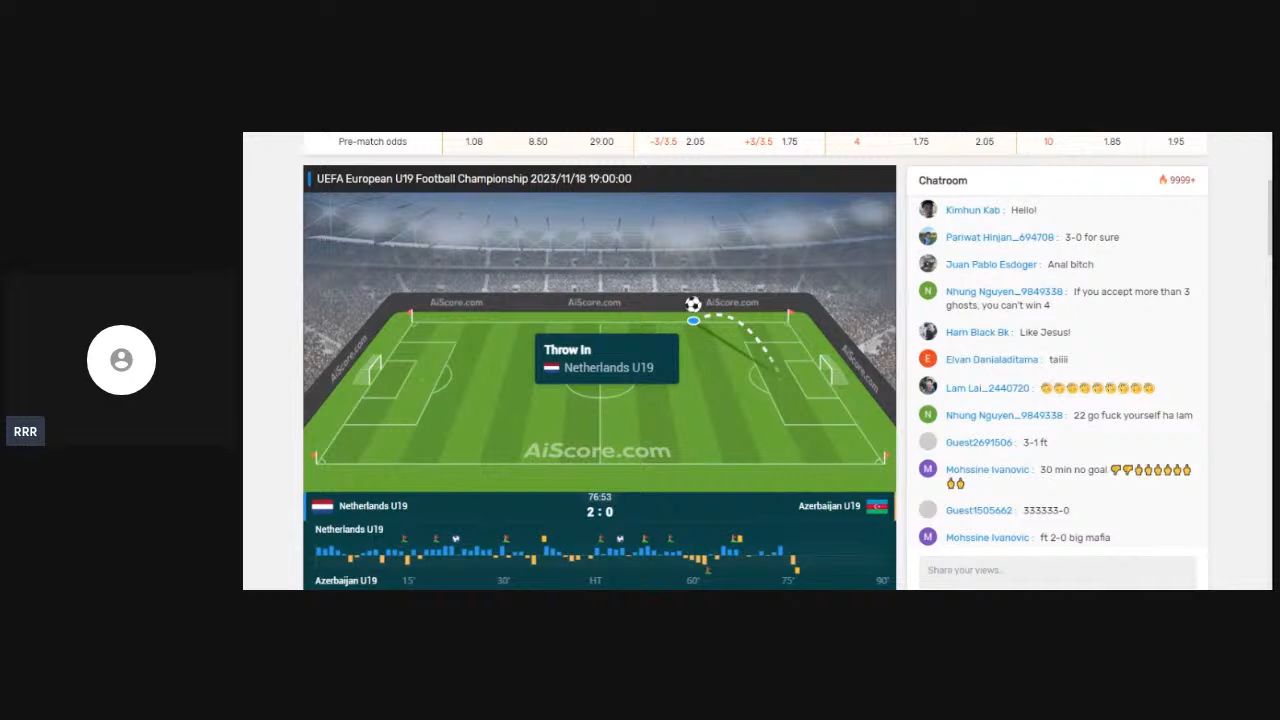 Pre-match odds 1.08 8.50 29.00 -3/3.5 2.05 +3/3.5 1.75 4 1.75 2.05 10 1.85 1.95
UEFA European U19 Football Championship 2023/11/18 19:00:00
AiScore.com AiScore.com AiScore.com
AiScore.com
AiScore.com
Throw In
Netherlands U19
AiScore.com
76:53
Netherlands U19 2 : 0 Azerbaijan U19
Netherlands U19
Azerbaijan U19 15' 30' HT 60' 75' 90'
Chatroom 9999+
Kimhun Kab : Hello!
Pariwat Hinjan_694708 : 3-0 for sure
Juan Pablo Esdoger : Anal bitch
N Nhung Nguyen_9849338 : If you accept more than 3
ghosts, you can't win 4
Harn Black Bk : Like Jesus!
E Elvan Danialaditama : taiiii
Lam Lai_2440720 :
N Nhung Nguyen_9849338 : 22 go fuck yourself ha lam
Guest2691506 : 3-1 ft
M Mohssine Ivanovic : 30 min no goal
Guest1505662 : 333333-0
M Mohssine Ivanovic : ft 2-0 big mafia
Share your views...
RRR